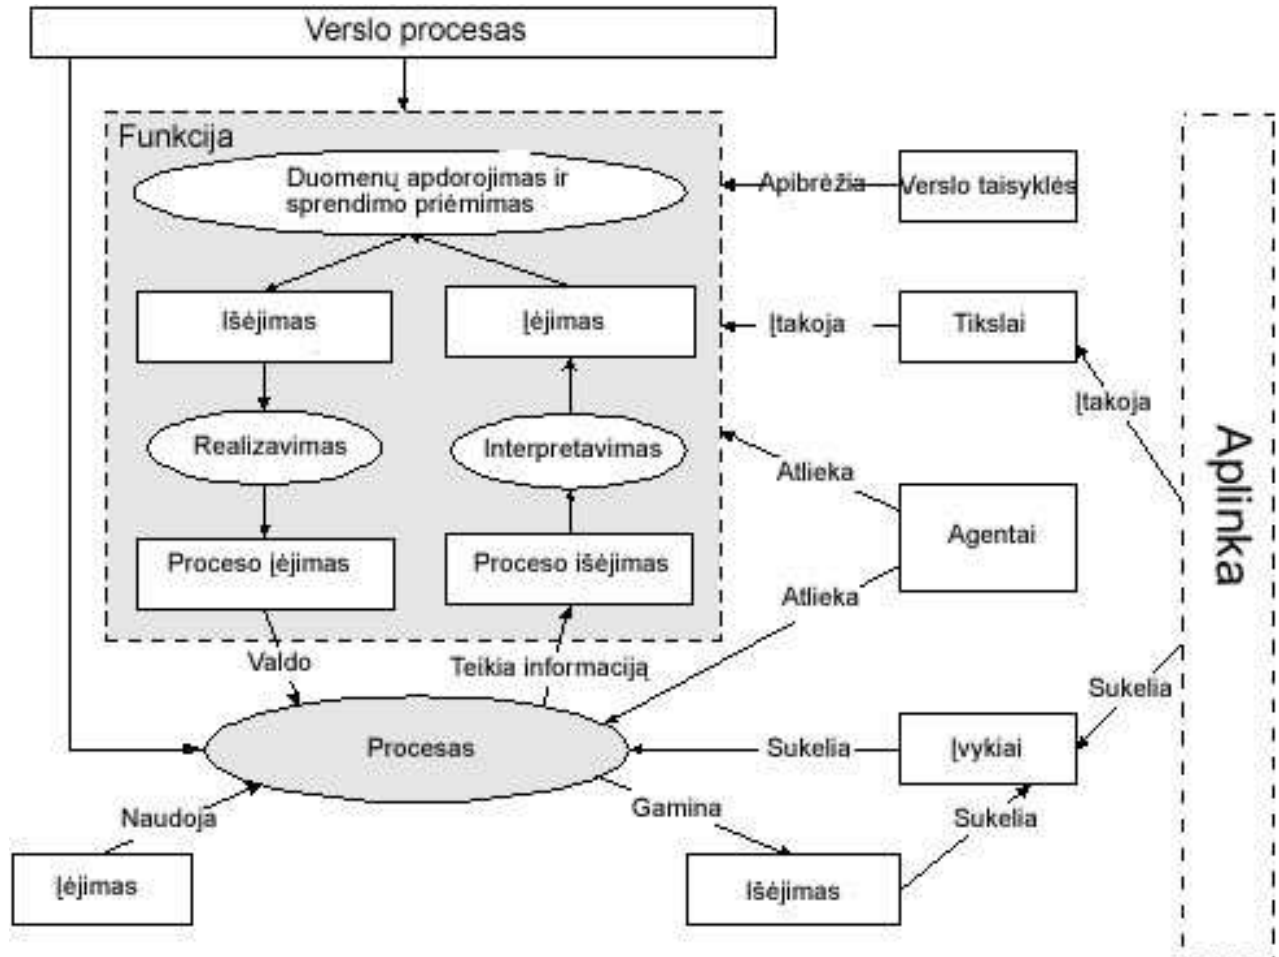 Verslo procesas
Funkcija
Duomenų apdorojimas ir
sprendimo priėmimas
Apibrėžia
Verslo taisyklės
Išėjimas
Įėjimas
Įtakoja
Tikslai
Įtakoja
Realizavimas
Interpretavimas
Atlieka
Aplinka
Agentai
Proceso įėjimas
Proceso išėjimas
Atlieka
Valdo
Teikia informaciją
Sukelia
Procesas
Sukelia
Įvykiai
Naudoja
Gamina
Sukelia
Įėjimas
Išėjimas